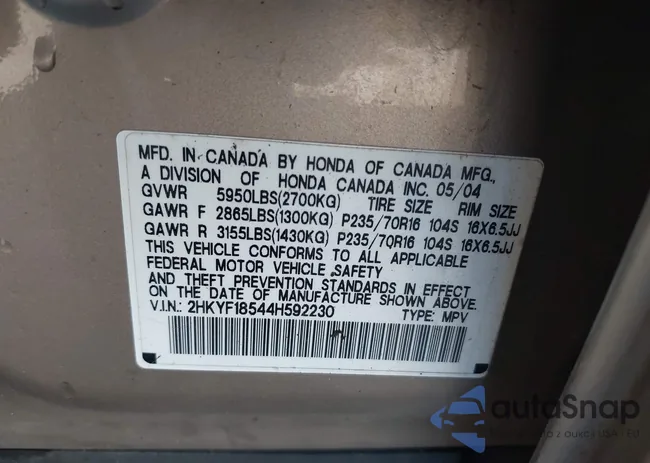 MFD. IN CANADA BY HONDA OF CANADA MFG.,
A DIVISION OF HONDA CANADA INC. 05/04
GVWR 5950LBS(2700KG) TIRE SIZE RIM SIZE
GAWR F 2865LBS(1300KG) P235/70R16 104S 16X6.5JJ
GAWR R 3155LBS(1430KG) P235/70R16 104S 16X6.5JJ
THIS VEHICLE CONFORMS TO ALL APPLICABLE
FEDERAL MOTOR VEHICLE SAFETY
AND THEFT PREVENTION STANDARDS IN EFFECT
ON THE DATE OF MANUFACTURE SHOWN ABOVE.
V.I.N.: 2HKYF18544H592230 TYPE: MPV
autoSnap